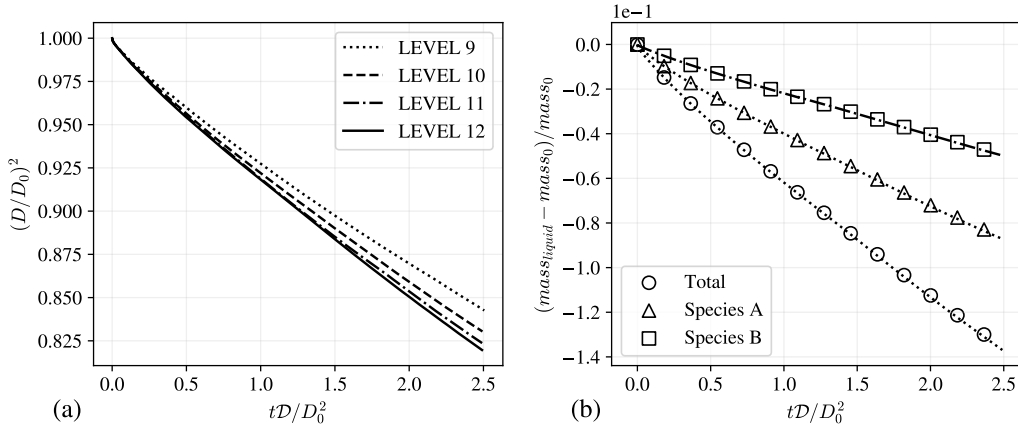 1.000
0.975
0.950
0.925
0.900
0.875
0.850
0.825
(D/D₀)²
LEVEL 9
LEVEL 10
LEVEL 11
LEVEL 12
0.0 0.5 1.0 1.5 2.0 2.5
t𝒟/D₀²
(a)
1e−1
0.0
−0.2
−0.4
−0.6
−0.8
−1.0
−1.2
−1.4
(mass_liquid − mass₀)/mass₀
Total
Species A
Species B
0.0 0.5 1.0 1.5 2.0 2.5
t𝒟/D₀²
(b)